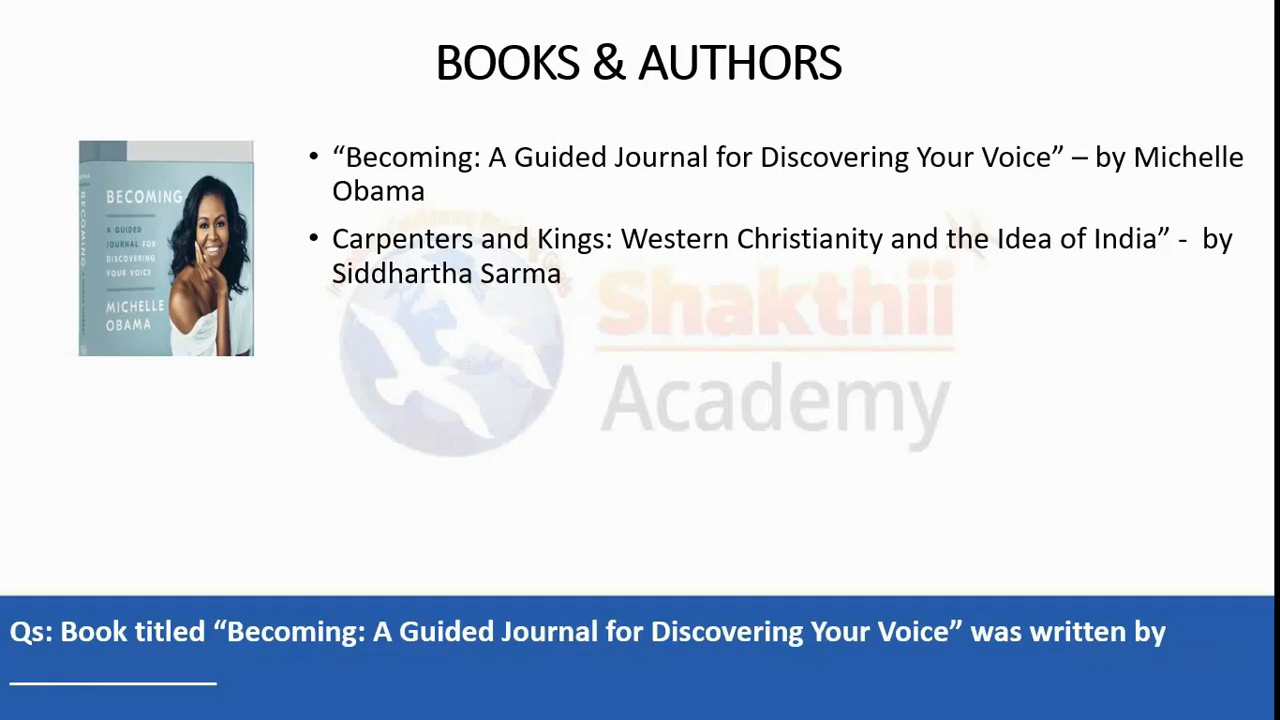 BOOKS & AUTHORS
BECOMING
A GUIDED
JOURNAL FOR
DISCOVERING
YOUR VOICE
MICHELLE
OBAMA
• “Becoming: A Guided Journal for Discovering Your Voice” – by Michelle
Obama
• Carpenters and Kings: Western Christianity and the Idea of India” - by
Siddhartha Sarma
Shakthii
Academy
Qs: Book titled “Becoming: A Guided Journal for Discovering Your Voice” was written by
_______________